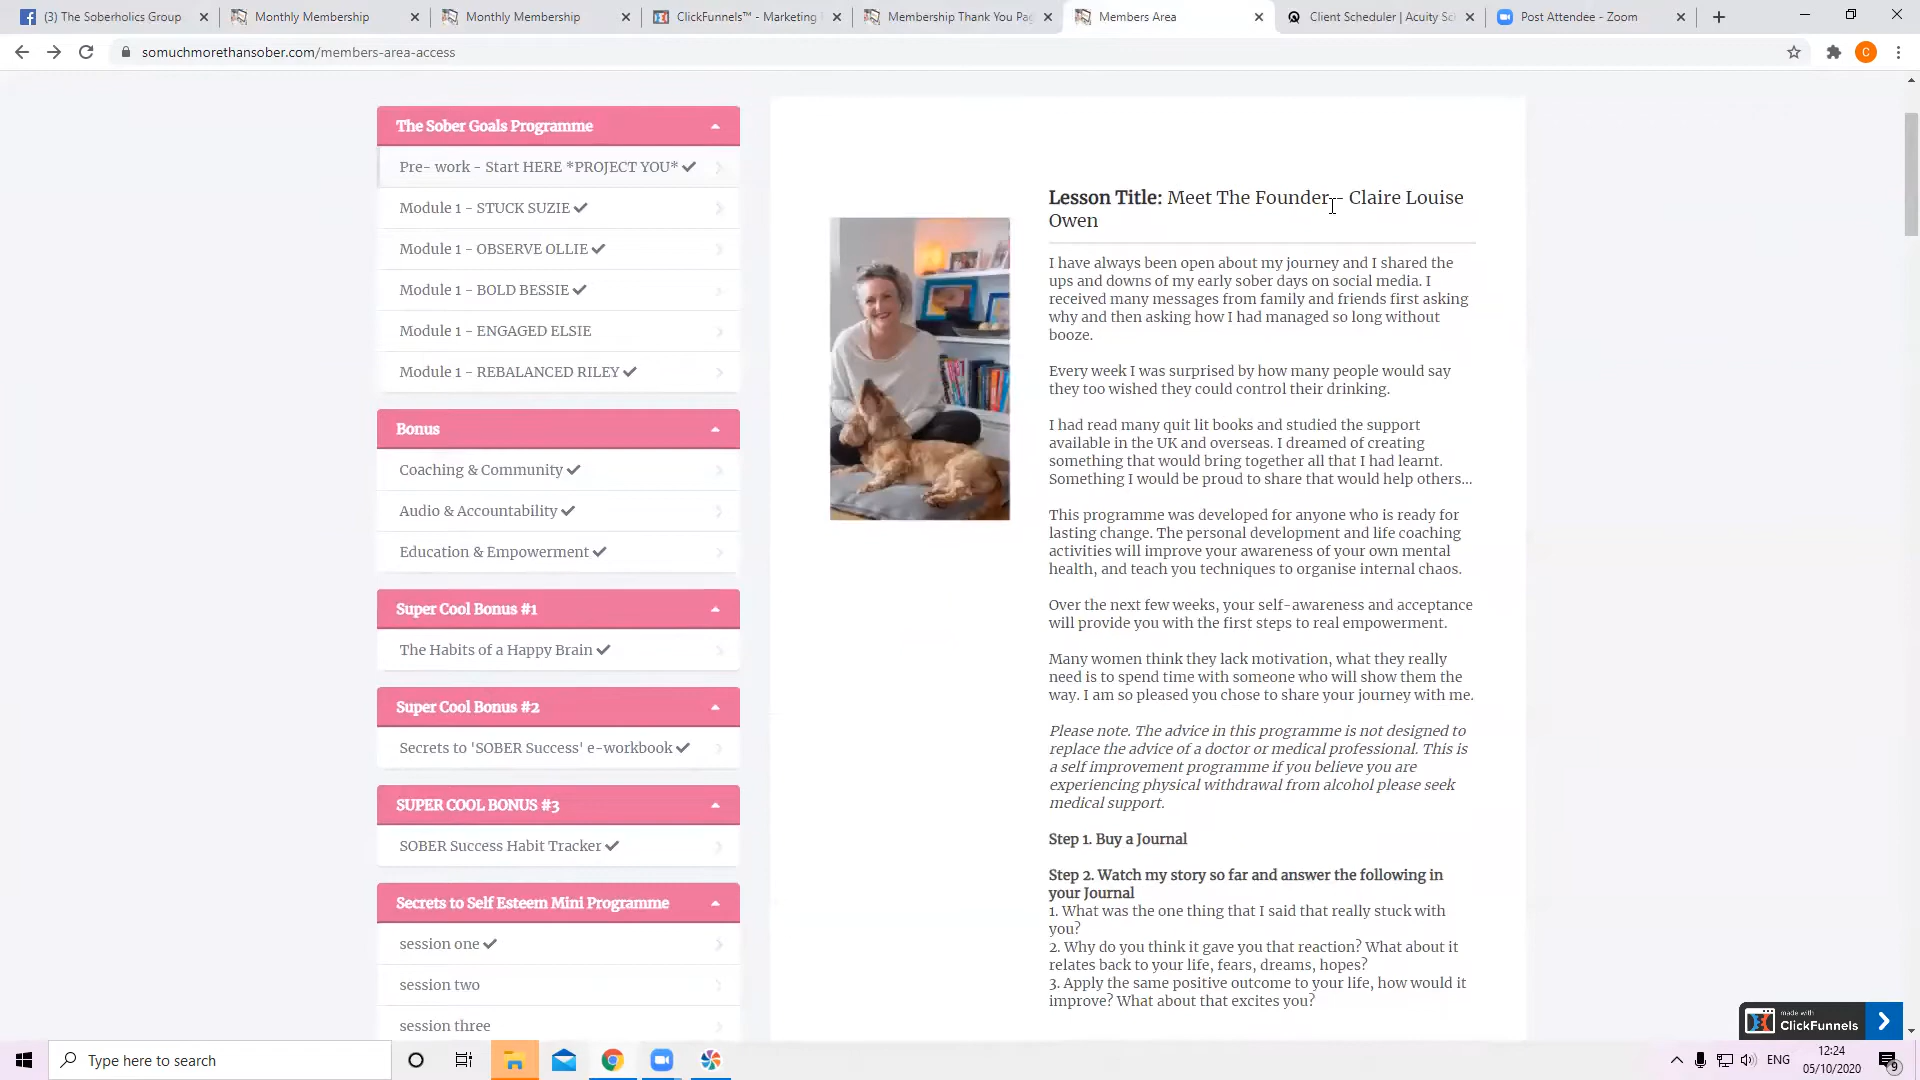 (3) The Soberholics Group
Monthly Membership
Monthly Membership
ClickFunnels™ - Marketing
Membership Thank You Pag
Members Area
Client Scheduler | Acuity Sc
Post Attendee - Zoom
somuchmorethansober.com/members-area-access
C
The Sober Goals Programme
Pre- work - Start HERE *PROJECT YOU*
Module 1 - STUCK SUZIE
Module 1 - OBSERVE OLLIE
Module 1 - BOLD BESSIE
Module 1 - ENGAGED ELSIE
Module 1 - REBALANCED RILEY
Bonus
Coaching & Community
Audio & Accountability
Education & Empowerment
Super Cool Bonus #1
The Habits of a Happy Brain
Super Cool Bonus #2
Secrets to 'SOBER Success' e-workbook
SUPER COOL BONUS #3
SOBER Success Habit Tracker
Secrets to Self Esteem Mini Programme
session one
session two
session three
Lesson Title: Meet The Founder - Claire Louise
Owen
I have always been open about my journey and I shared the
ups and downs of my early sober days on social media. I
received many messages from family and friends first asking
why and then asking how I had managed so long without
booze.
Every week I was surprised by how many people would say
they too wished they could control their drinking.
I had read many quit lit books and studied the support
available in the UK and overseas. I dreamed of creating
something that would bring together all that I had learnt.
Something I would be proud to share that would help others...
This programme was developed for anyone who is ready for
lasting change. The personal development and life coaching
activities will improve your awareness of your own mental
health, and teach you techniques to organise internal chaos.
Over the next few weeks, your self-awareness and acceptance
will provide you with the first steps to real empowerment.
Many women think they lack motivation, what they really
need is to spend time with someone who will show them the
way. I am so pleased you chose to share your journey with me.
Please note. The advice in this programme is not designed to
replace the advice of a doctor or medical professional. This is
a self improvement programme if you believe you are
experiencing physical withdrawal from alcohol please seek
medical support.
Step 1. Buy a Journal
Step 2. Watch my story so far and answer the following in
your Journal
1. What was the one thing that I said that really stuck with
you?
2. Why do you think it gave you that reaction? What about it
relates back to your life, fears, dreams, hopes?
3. Apply the same positive outcome to your life, how would it
improve? What about that excites you?
made with
ClickFunnels
Type here to search
ENG
12:24
05/10/2020
9